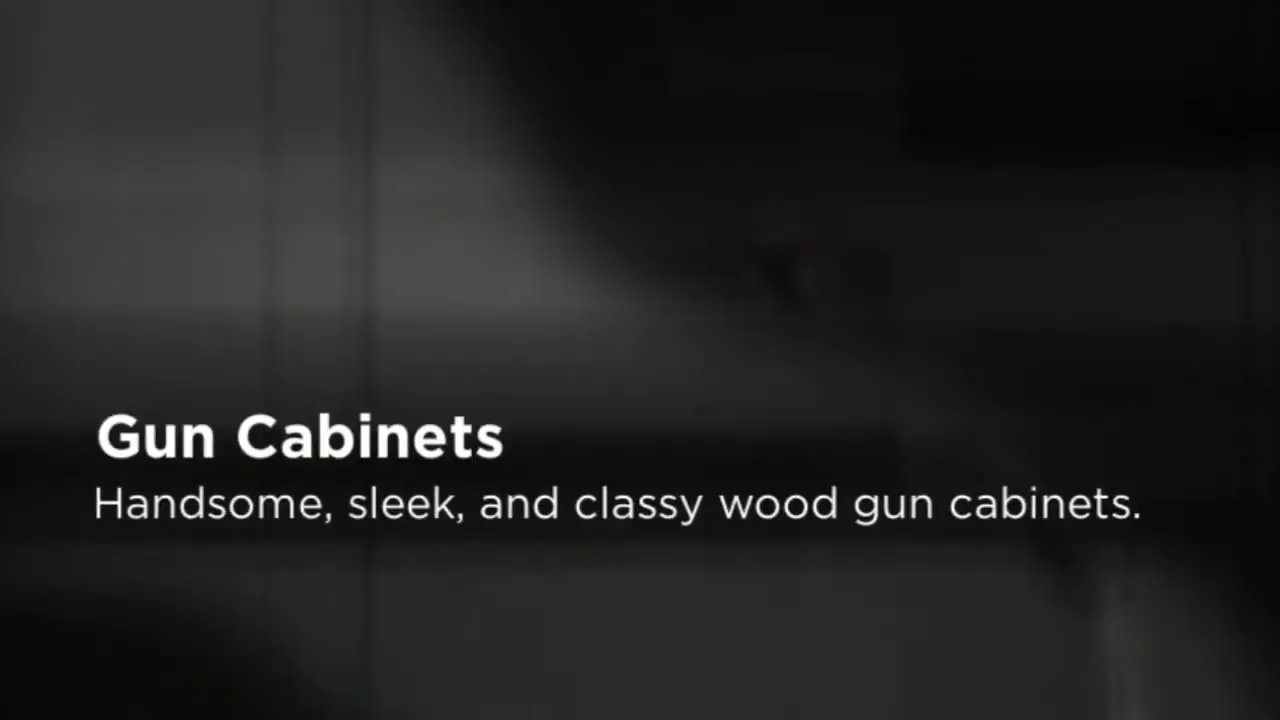 Gun Cabinets
Handsome, sleek, and classy wood gun cabinets.